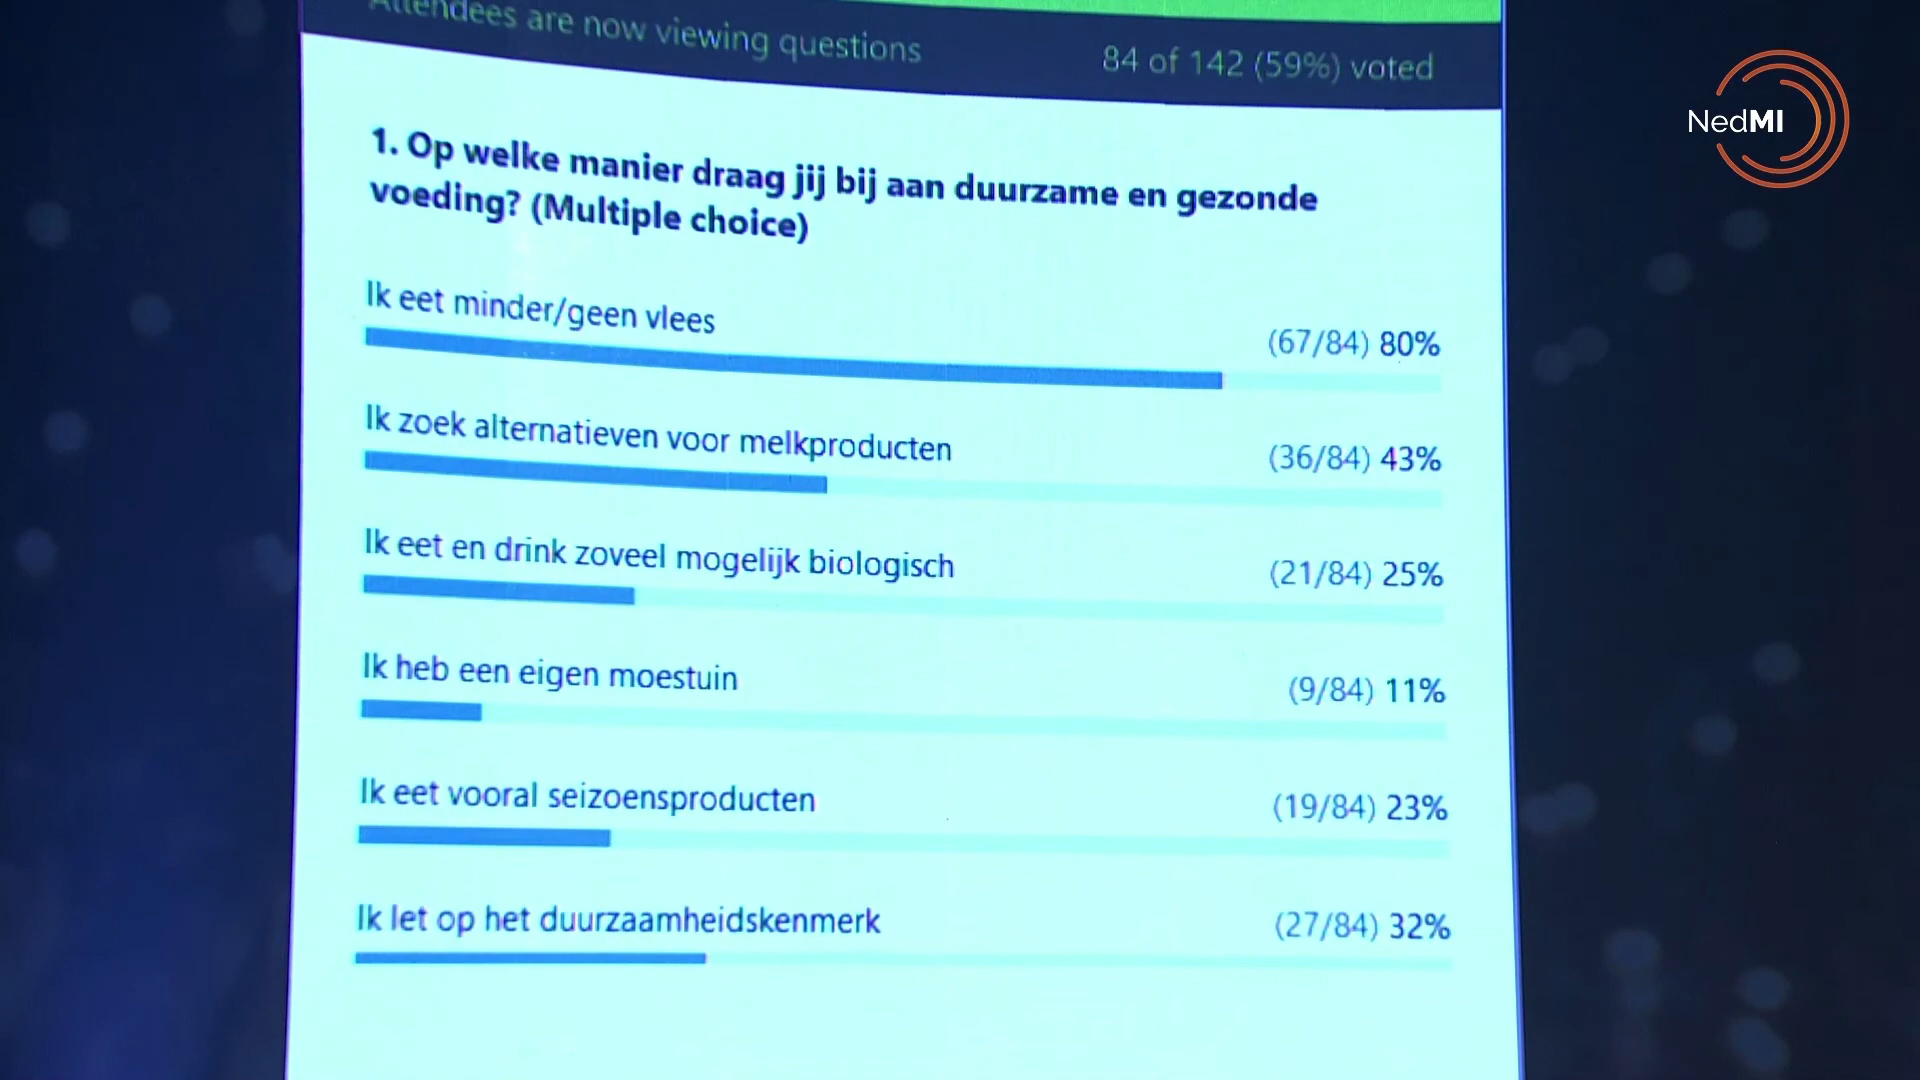 Attendees are now viewing questions
84 of 142 (59%) voted
NedMI
1. Op welke manier draag jij bij aan duurzame en gezonde
voeding? (Multiple choice)
Ik eet minder/geen vlees
(67/84) 80%
Ik zoek alternatieven voor melkproducten
(36/84) 43%
Ik eet en drink zoveel mogelijk biologisch
(21/84) 25%
Ik heb een eigen moestuin
(9/84) 11%
Ik eet vooral seizoensproducten
(19/84) 23%
Ik let op het duurzaamheidskenmerk
(27/84) 32%